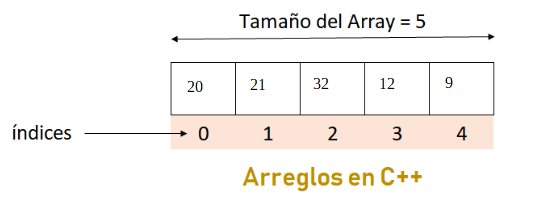 Tamaño del Array = 5
20 21 32 12 9
índices 0 1 2 3 4
Arreglos en C++